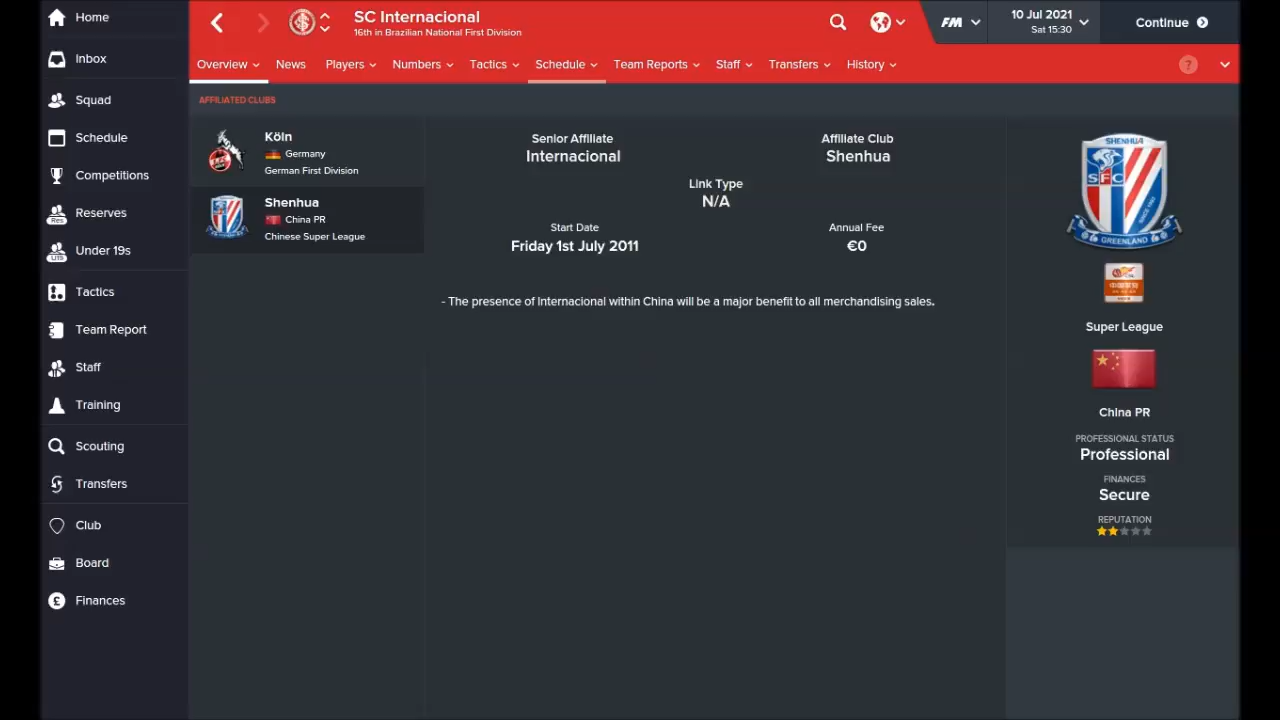 Home
Inbox
Squad
Schedule
Competitions
Reserves
Res
Under 19s
U19
Tactics
Team Report
Staff
Training
Scouting
Transfers
Club
Board
£
Finances
SC Internacional
16th in Brazilian National First Division
FM
10 Jul 2021
Sat 15:30
Continue
Overview
News
Players
Numbers
Tactics
Schedule
Team Reports
Staff
Transfers
History
?
AFFILIATED CLUBS
Köln
Germany
German First Division
Shenhua
China PR
Chinese Super League
Senior Affiliate
Internacional
Affiliate Club
Shenhua
Link Type
N/A
Start Date
Friday 1st July 2011
Annual Fee
€0
- The presence of Internacional within China will be a major benefit to all merchandising sales.
SHENHUA
SFC
GREENLAND
Super League
China PR
PROFESSIONAL STATUS
Professional
FINANCES
Secure
REPUTATION